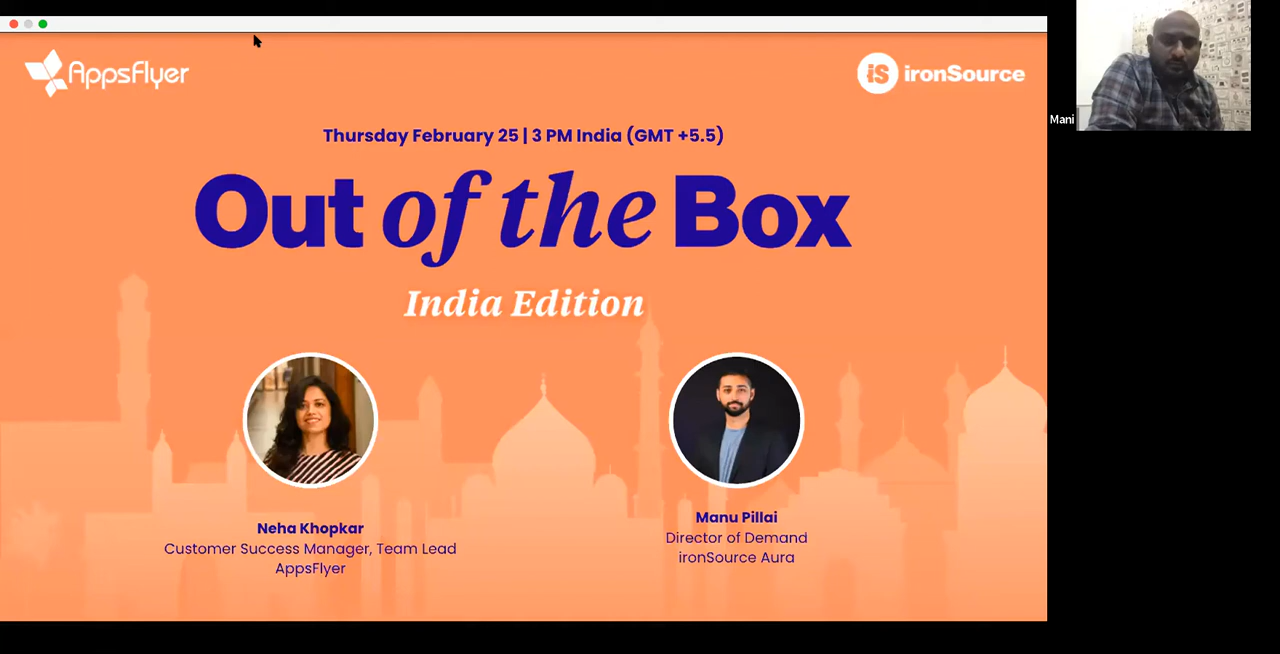 AppsFlyer
iS ironSource
Thursday February 25 | 3 PM India (GMT +5.5)
Out of the Box
India Edition
Neha Khopkar
Customer Success Manager, Team Lead
AppsFlyer
Manu Pillai
Director of Demand
ironSource Aura
Mani